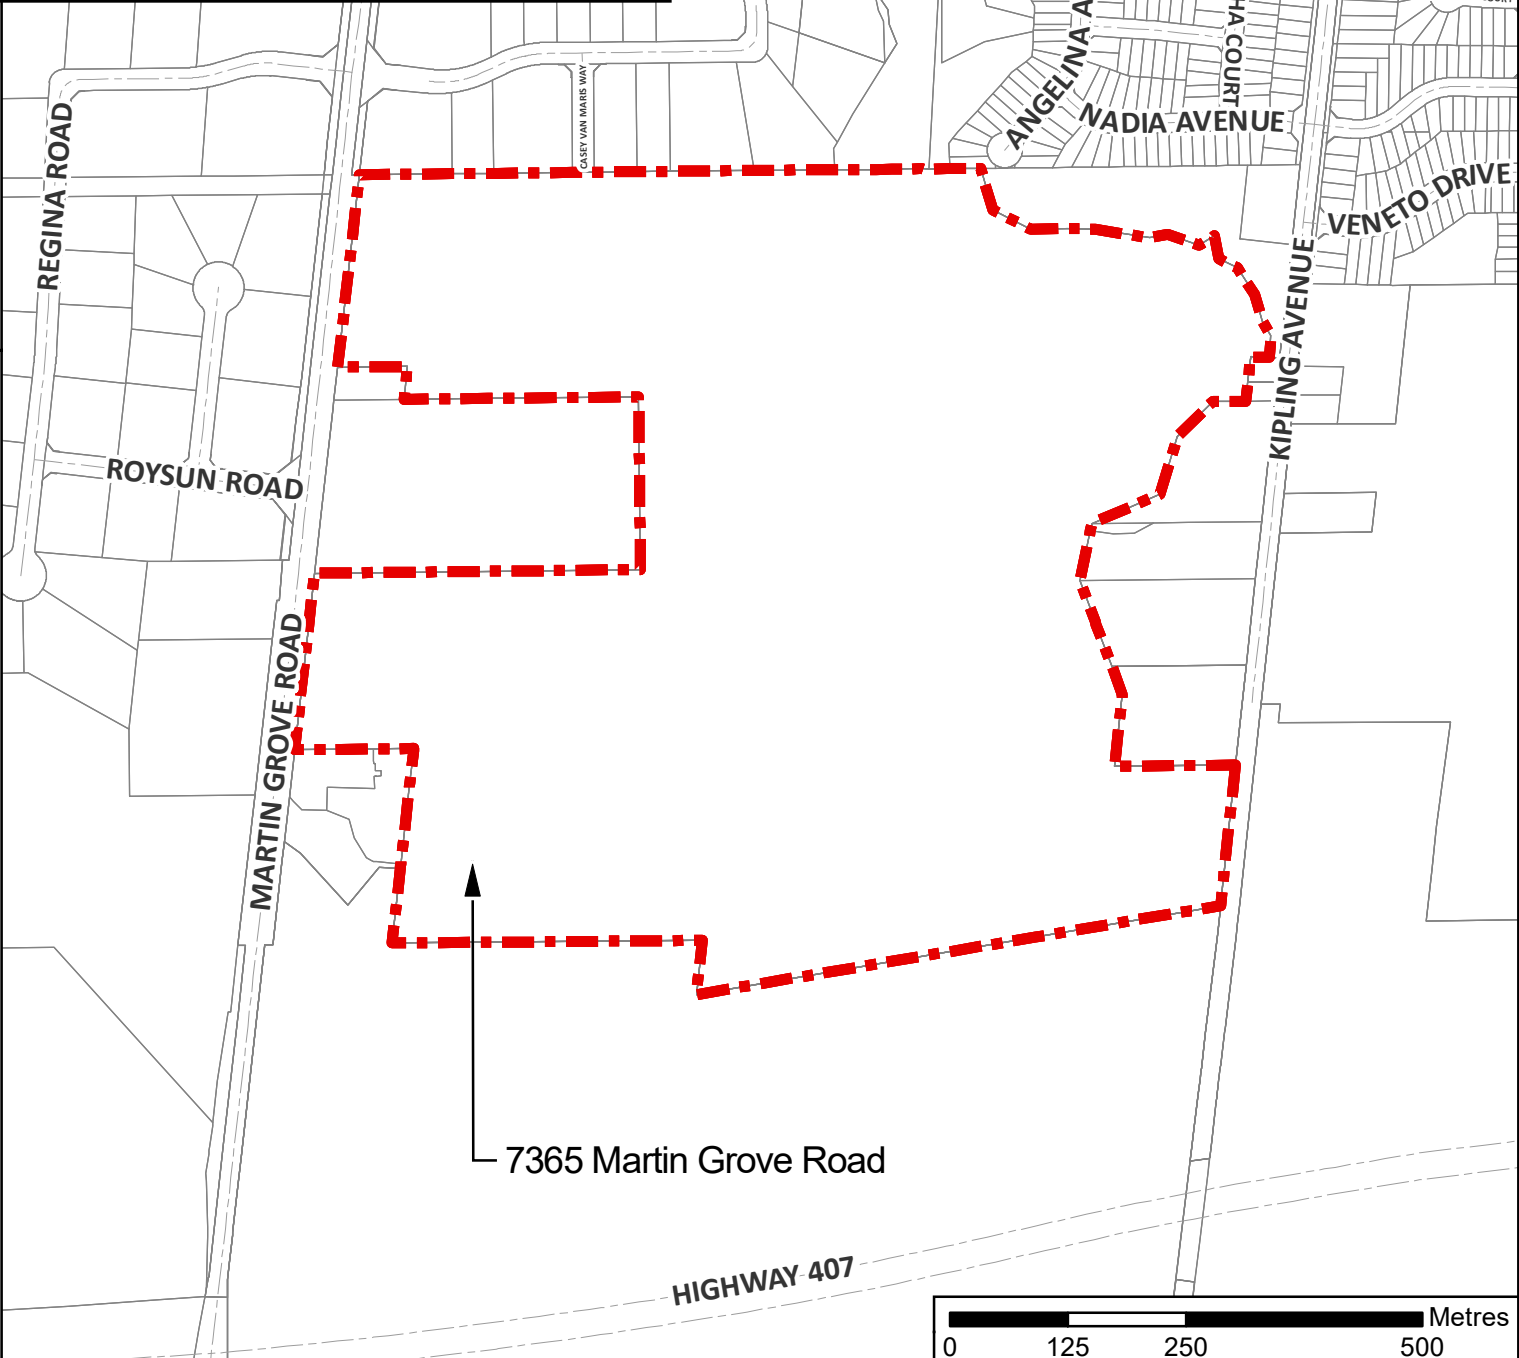 CASEY VAN MARIS WAY
ANGELINA A
HA COURT
NADIA AVENUE
VENETO DRIVE
REGINA ROAD
KIPLING AVENUE
ROYSUN ROAD
MARTIN GROVE ROAD
7365 Martin Grove Road
HIGHWAY 407
Metres
0 125 250 500